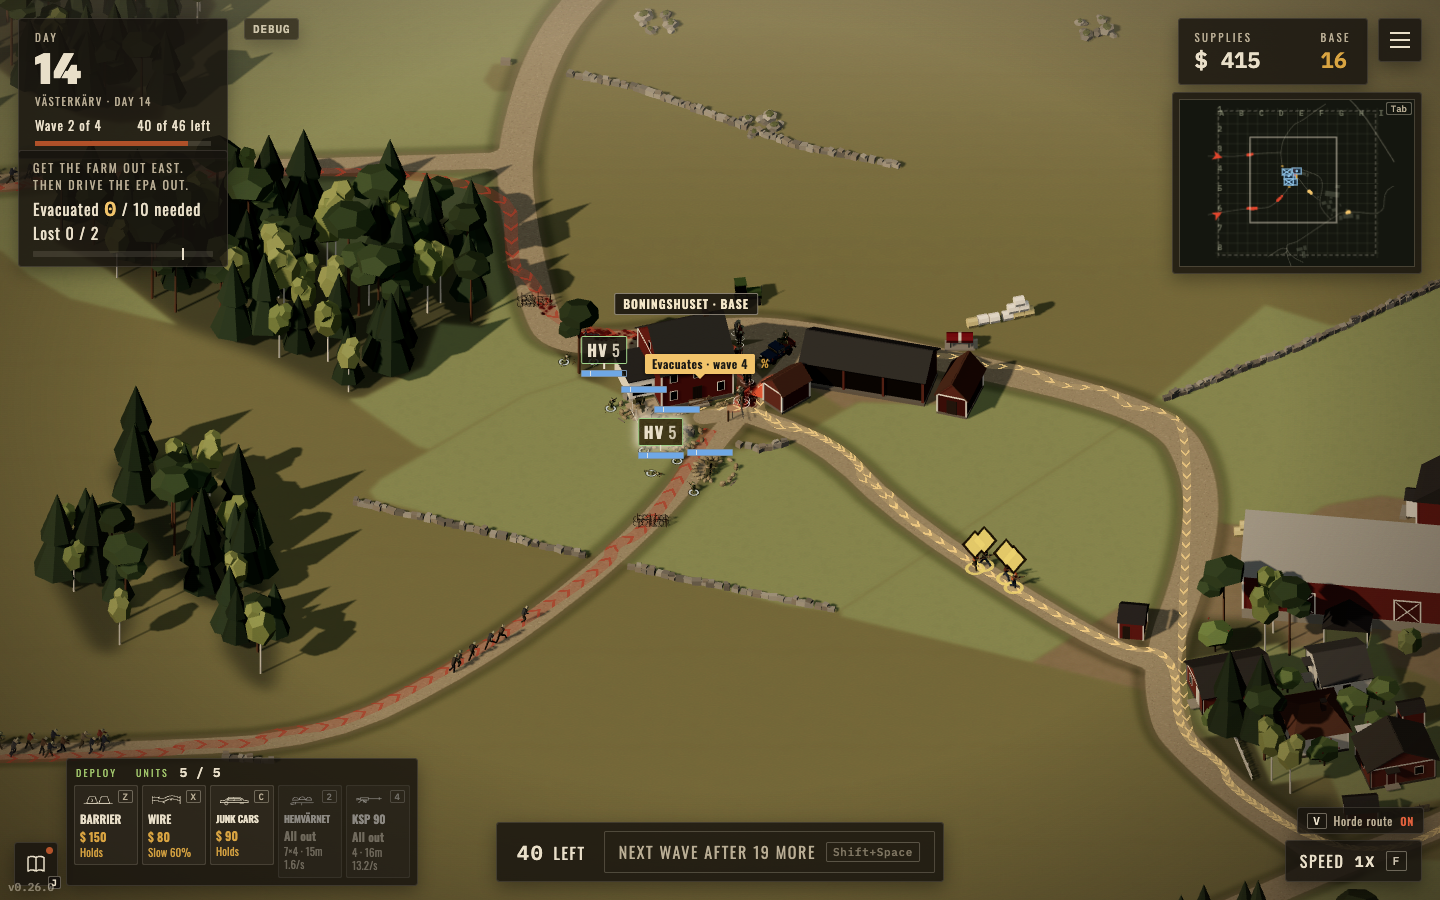 DAY
14
VÄSTERKÄRV · DAY 14
Wave 2 of 4 40 of 46 left
GET THE FARM OUT EAST.
THEN DRIVE THE EPA OUT.
Evacuated 0 / 10 needed
Lost 0 / 2
DEBUG
SUPPLIES BASE
$ 415 16
Tab
A B C D E F G H I
BONINGSHUSET · BASE
HV 5
Evacuates · wave 4 %
HV 5
DEPLOY UNITS 5 / 5
Z X C 2 4
BARRIER WIRE JUNK CARS HEMVÄRNET KSP 90
$ 150 $ 80 $ 90 All out All out
Holds Slow 60% Holds 7×4 · 15m 4 · 16m
1.6/s 13.2/s
J
v0.26.0
40 LEFT NEXT WAVE AFTER 19 MORE Shift+Space
V Horde route ON
SPEED 1X F